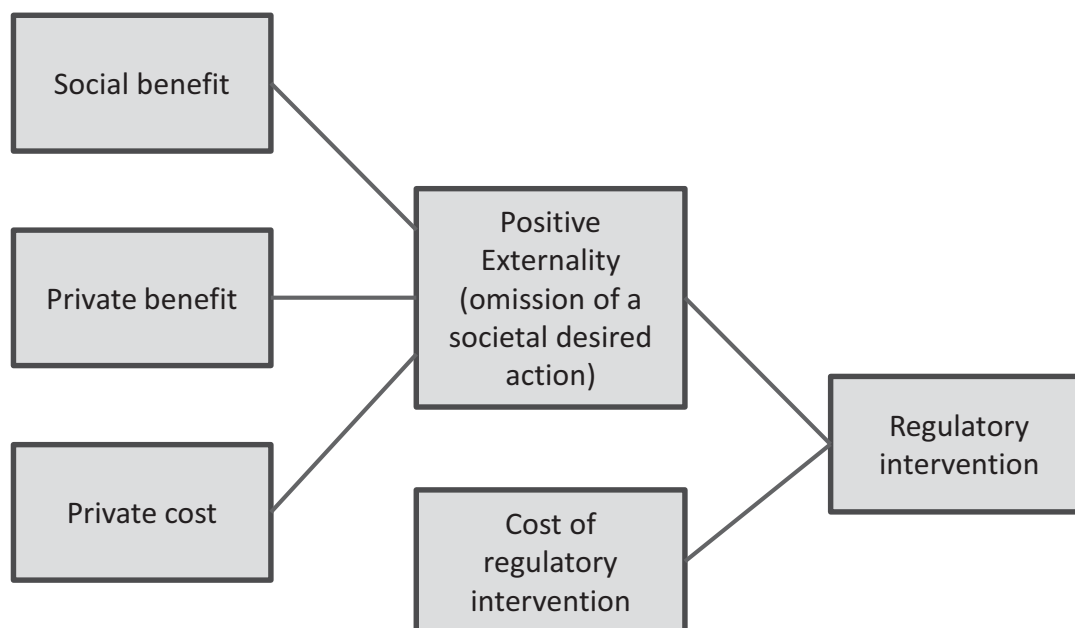 Social benefit
Private benefit
Private cost
Positive
Externality
(omission of a
societal desired
action)
Cost of
regulatory
intervention
Regulatory
intervention